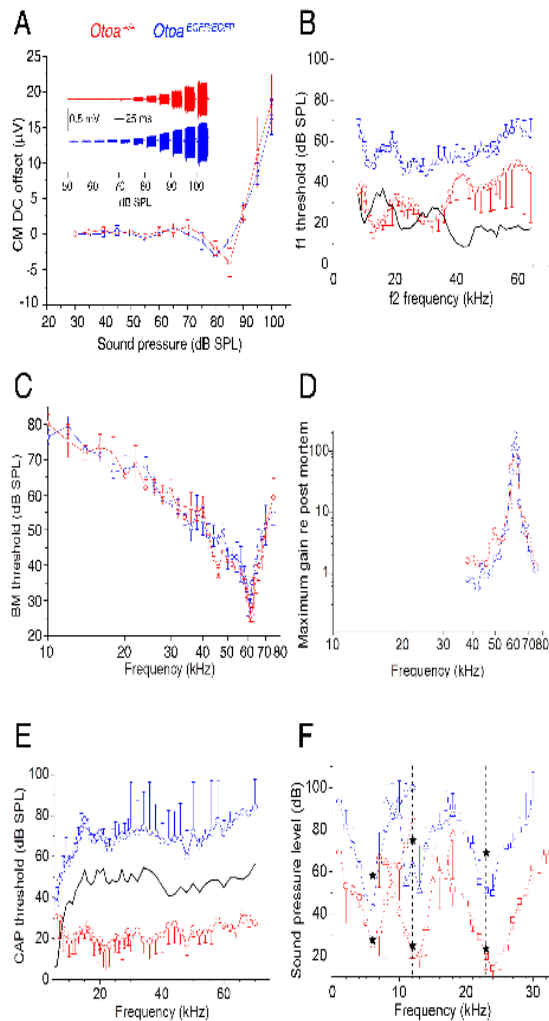 A
Otoa+/+
Otoa EGFP/EGFP
CM DC offset (µV)
25
20
15
10
5
0
-5
-10
20 30 40 50 60 70 80 90 100
Sound pressure (dB SPL)
0.5 mV
25 ms
50 60 70 80 90 100
dB SPL
B
f1 threshold (dB SPL)
100
80
60
40
20
0
0 20 40 60
f2 frequency (kHz)
C
BM threshold (dB SPL)
80
70
60
50
40
30
20
10 20 30 40 50 60 70 80
Frequency (kHz)
D
Maximum gain re post mortem
100
10
1
10 20 30 40 50 60 70 80
Frequency (kHz)
E
CAP threshold (dB SPL)
100
80
60
40
20
0
20 40 60
Frequency (kHz)
F
Sound pressure level (dB)
100
80
60
40
20
0 10 20 30
Frequency (kHz)